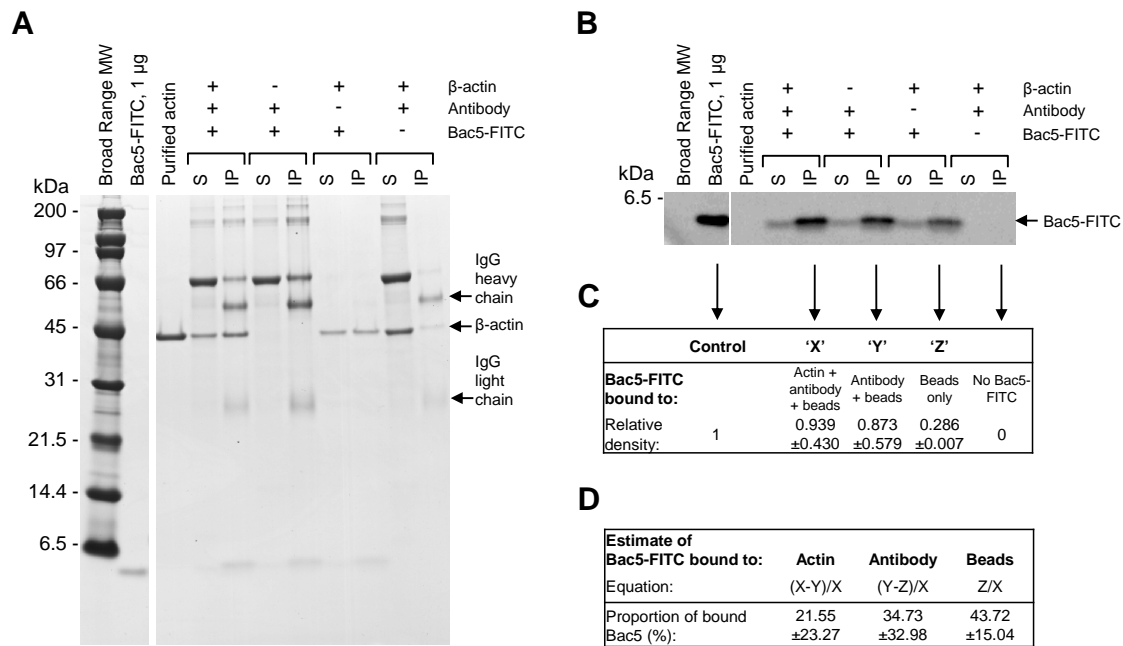 A
Broad Range MW
Bac5-FITC, 1 µg
Purified actin
+ - + + β-actin
+ + - + Antibody
+ + + - Bac5-FITC
S IP S IP S IP S IP
kDa
200 -
97 -
66 -
45 -
31 -
21.5 -
14.4 -
6.5 -
IgG
heavy
chain
β-actin
IgG
light
chain
B
Broad Range MW
Bac5-FITC, 1 µg
Purified actin
+ - + + β-actin
+ + - + Antibody
+ + + - Bac5-FITC
S IP S IP S IP S IP
kDa
6.5 -
Bac5-FITC
C
Control ‘X’ ‘Y’ ‘Z’
Bac5-FITC
bound to:
Actin +
antibody
+ beads
Antibody
+ beads
Beads
only
No Bac5-
FITC
Relative
density:
1
0.939
±0.430
0.873
±0.579
0.286
±0.007
0
D
Estimate of
Bac5-FITC bound to: Actin Antibody Beads
Equation: (X-Y)/X (Y-Z)/X Z/X
Proportion of bound
Bac5 (%):
21.55
±23.27
34.73
±32.98
43.72
±15.04